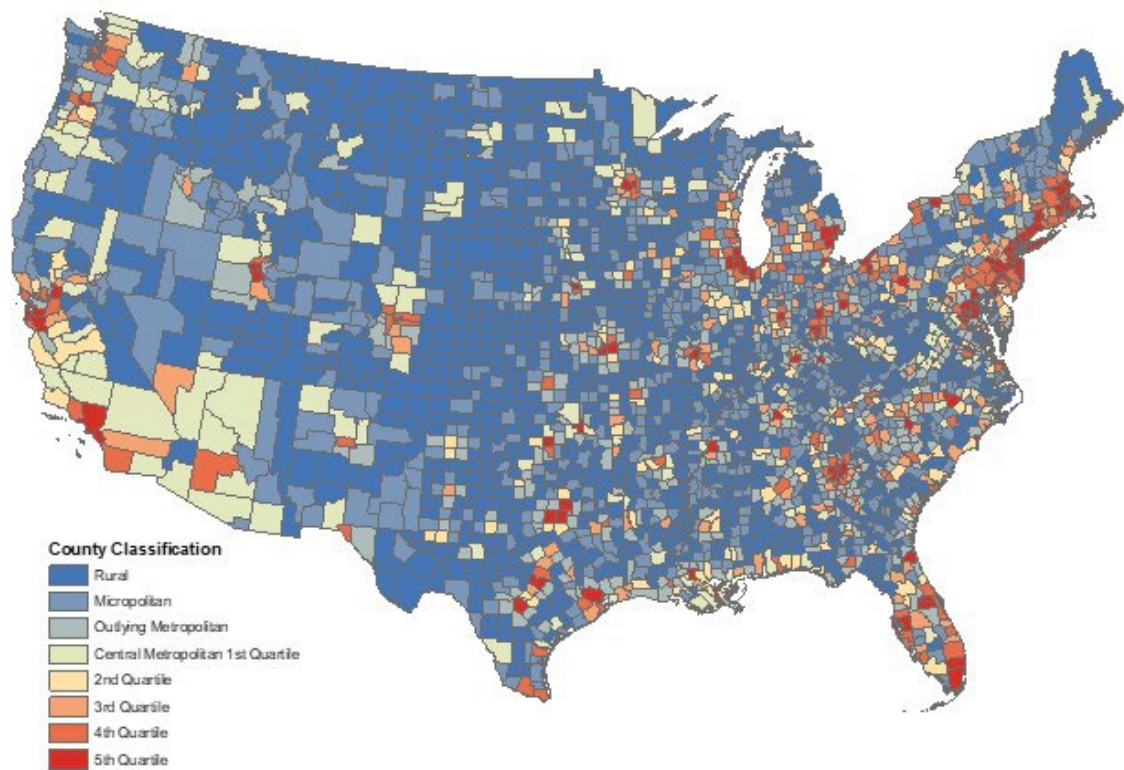 County Classification
Rural
Micropolitan
Outlying Metropolitan
Central Metropolitan 1st Quartile
2nd Quartile
3rd Quartile
4th Quartile
5th Quartile